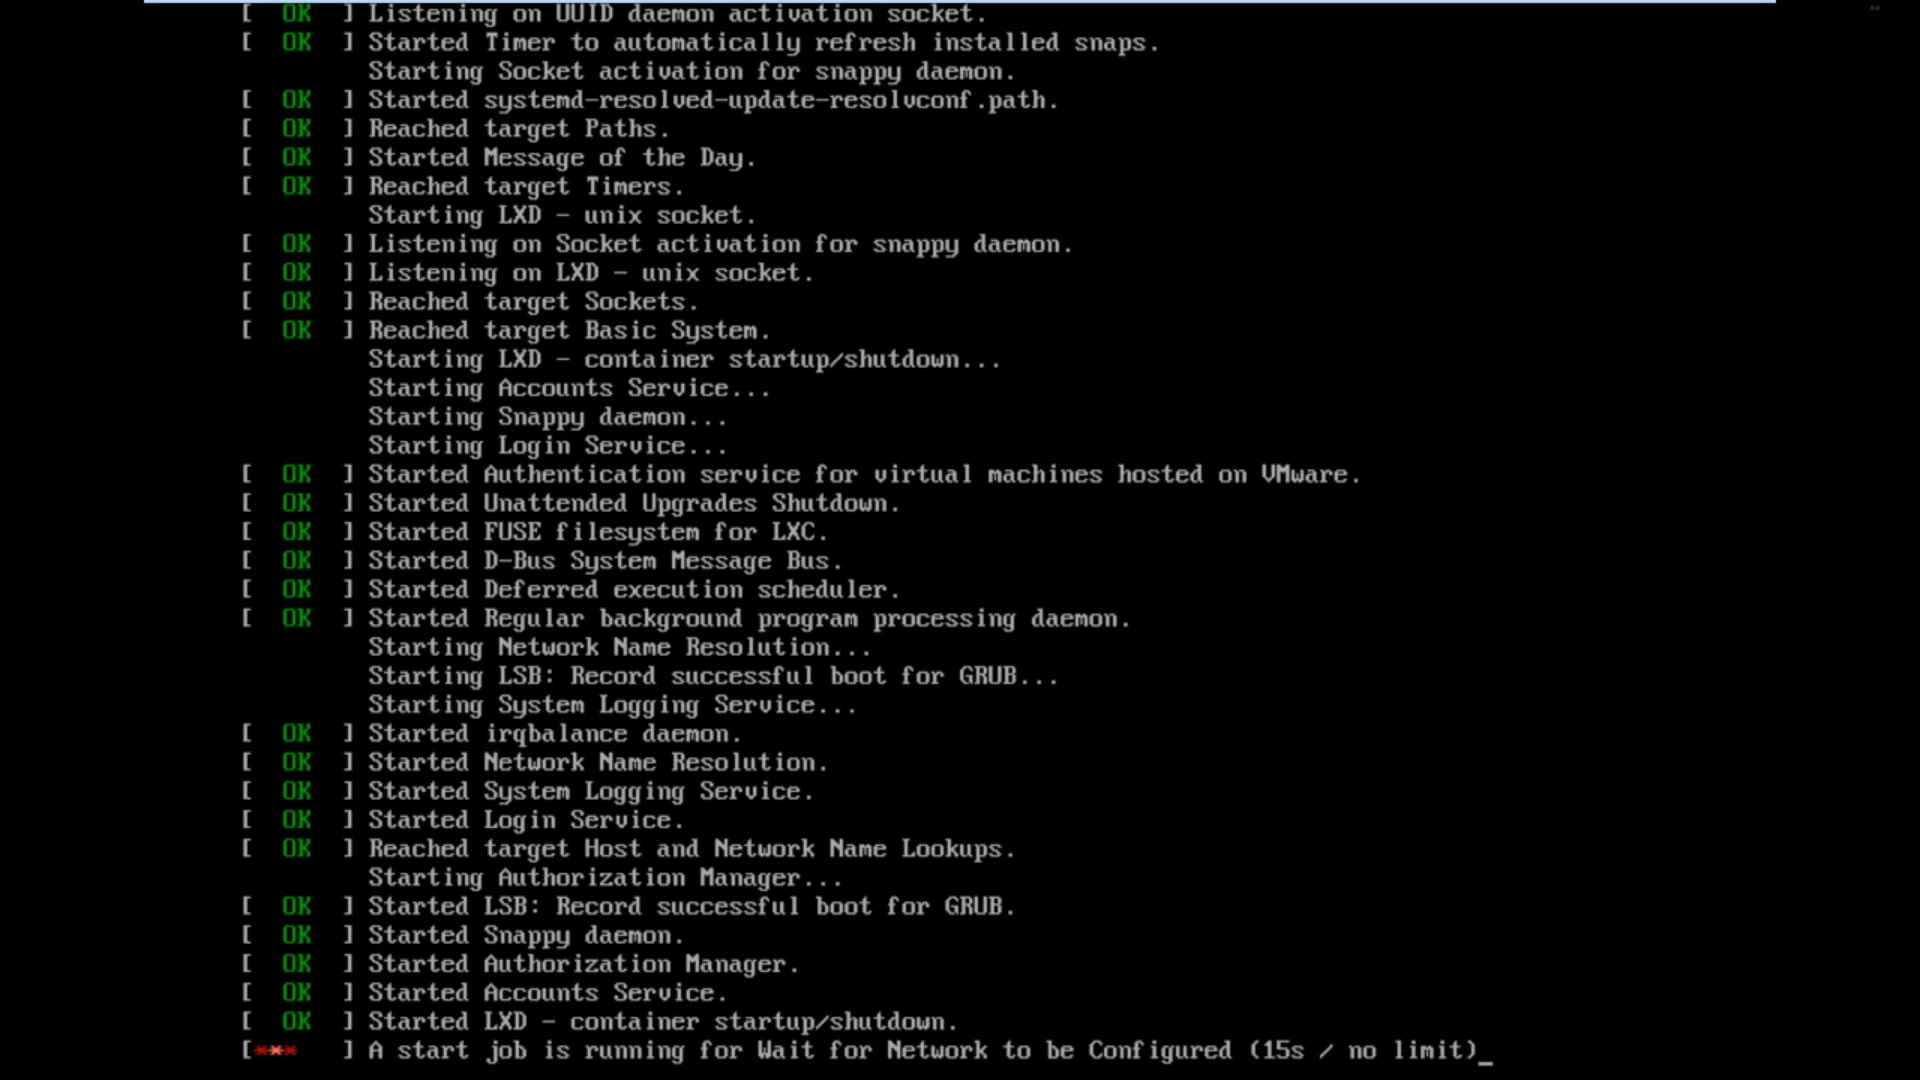 [  OK  ] Listening on UUID daemon activation socket.
[  OK  ] Started Timer to automatically refresh installed snaps.
Starting Socket activation for snappy daemon.
[  OK  ] Started systemd-resolved-update-resolvconf.path.
[  OK  ] Reached target Paths.
[  OK  ] Started Message of the Day.
[  OK  ] Reached target Timers.
Starting LXD - unix socket.
[  OK  ] Listening on Socket activation for snappy daemon.
[  OK  ] Listening on LXD - unix socket.
[  OK  ] Reached target Sockets.
[  OK  ] Reached target Basic System.
Starting LXD - container startup/shutdown...
Starting Accounts Service...
Starting Snappy daemon...
Starting Login Service...
[  OK  ] Started Authentication service for virtual machines hosted on VMware.
[  OK  ] Started Unattended Upgrades Shutdown.
[  OK  ] Started FUSE filesystem for LXC.
[  OK  ] Started D-Bus System Message Bus.
[  OK  ] Started Deferred execution scheduler.
[  OK  ] Started Regular background program processing daemon.
Starting Network Name Resolution...
Starting LSB: Record successful boot for GRUB...
Starting System Logging Service...
[  OK  ] Started irqbalance daemon.
[  OK  ] Started Network Name Resolution.
[  OK  ] Started System Logging Service.
[  OK  ] Started Login Service.
[  OK  ] Reached target Host and Network Name Lookups.
Starting Authorization Manager...
[  OK  ] Started LSB: Record successful boot for GRUB.
[  OK  ] Started Snappy daemon.
[  OK  ] Started Authorization Manager.
[  OK  ] Started Accounts Service.
[  OK  ] Started LXD - container startup/shutdown.
[***   ] A start job is running for Wait for Network to be Configured (15s / no limit)_